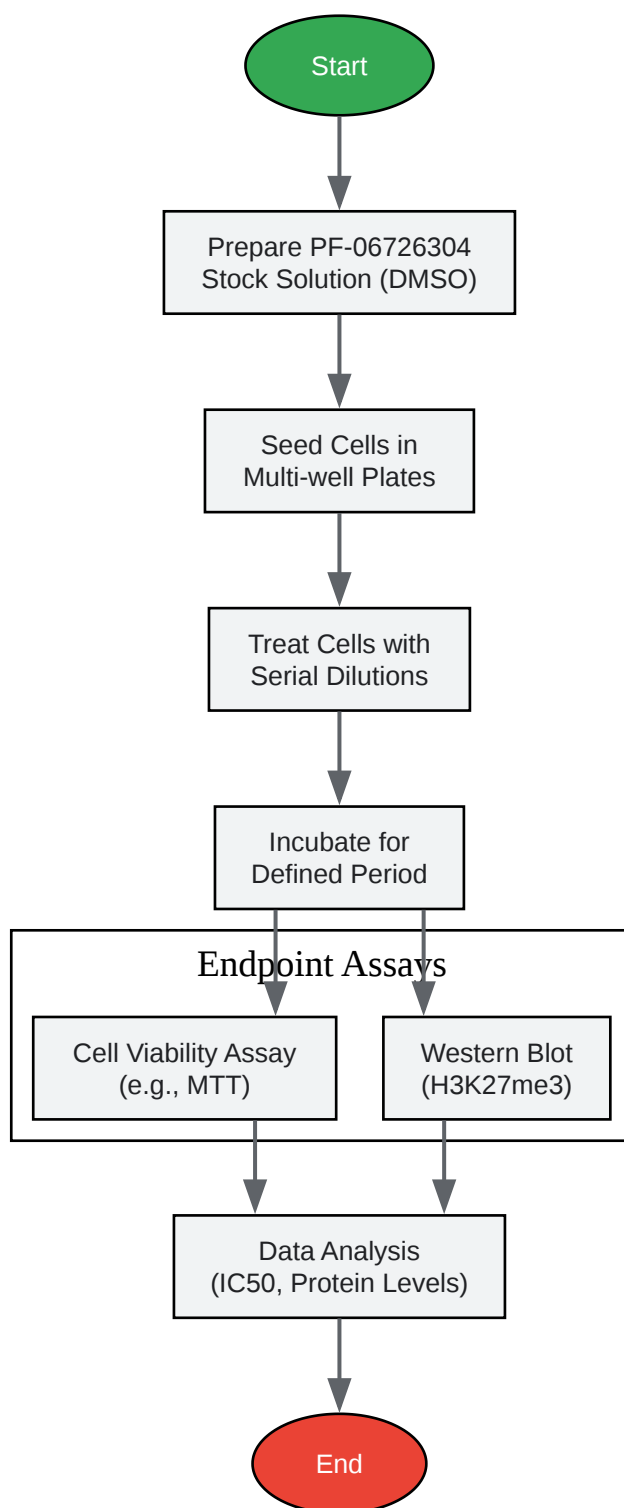 Start
Prepare PF-06726304
Stock Solution (DMSO)
Seed Cells in
Multi-well Plates
Treat Cells with
Serial Dilutions
Incubate for
Defined Period
Endpoint Assays
Cell Viability Assay
(e.g., MTT)
Western Blot
(H3K27me3)
Data Analysis
(IC50, Protein Levels)
End